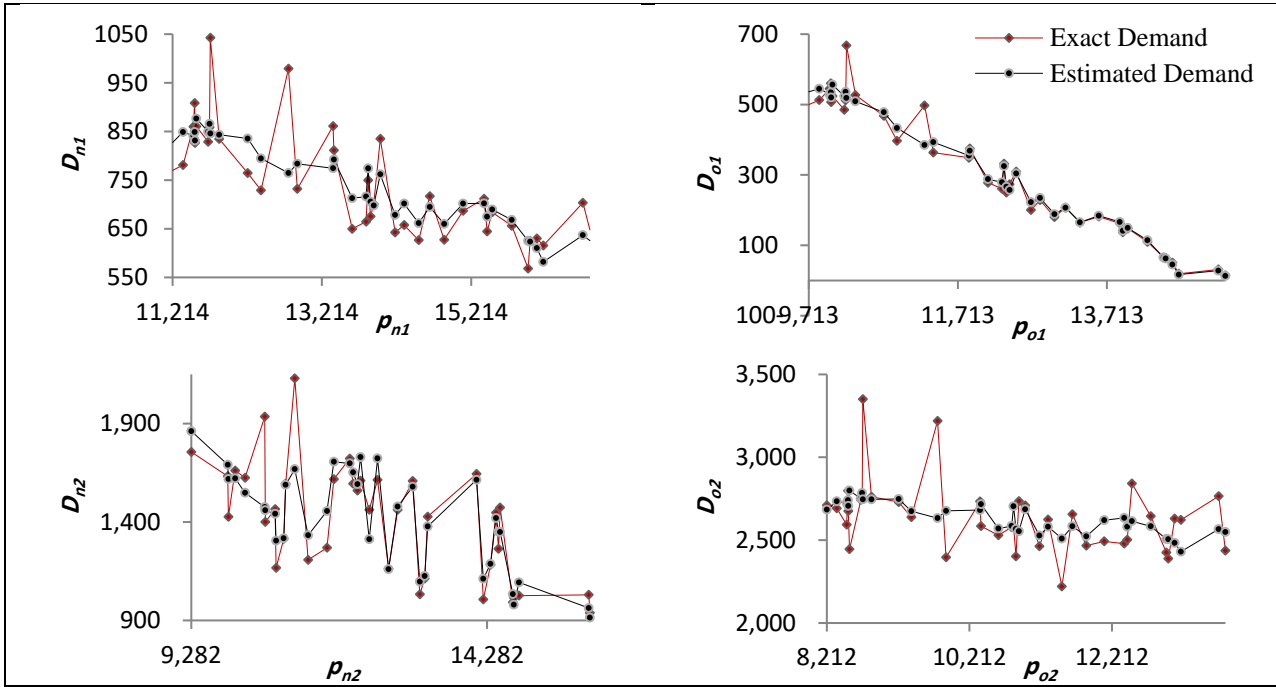 1050
950
850
750
650
550
D_n1
11,214
13,214
15,214
p_n1
700
500
300
100
-100
D_o1
9,713
11,713
13,713
p_o1
Exact Demand
Estimated Demand
1,900
1,400
900
D_n2
9,282
14,282
p_n2
3,500
3,000
2,500
2,000
D_o2
8,212
10,212
12,212
p_o2